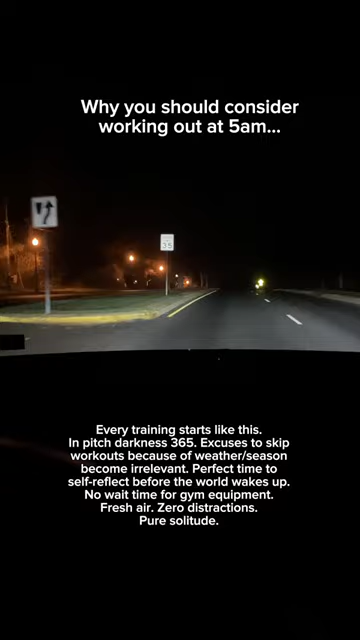 Why you should consider
working out at 5am...
SPEED
LIMIT
35
Every training starts like this.
In pitch darkness 365. Excuses to skip
workouts because of weather/season
become irrelevant. Perfect time to
self-reflect before the world wakes up.
No wait time for gym equipment.
Fresh air. Zero distractions.
Pure solitude.